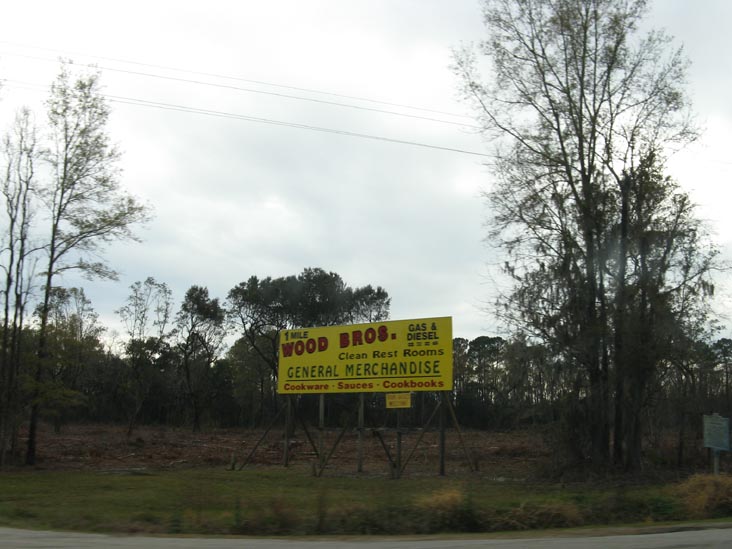 1 MILE
WOOD BROS.
GAS &
DIESEL
Clean Rest Rooms
GENERAL MERCHANDISE
Cookware - Sauces - Cookbooks